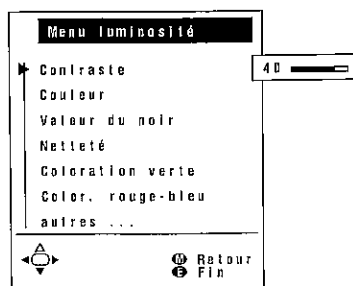 Menu luminosité
Contraste 40
Couleur
Valeur du noir
Netteté
Coloration verte
Color. rouge-bleu
autres ...
M Retour
E Fin